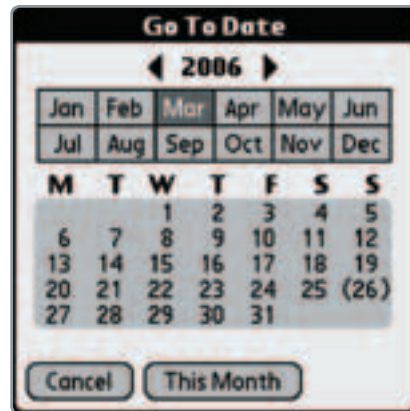 Go To Date
2006
Jan Feb Mar Apr May Jun
Jul Aug Sep Oct Nov Dec
M T W T F S S
1 2 3 4 5
6 7 8 9 10 11 12
13 14 15 16 17 18 19
20 21 22 23 24 25 (26)
27 28 29 30 31
Cancel This Month